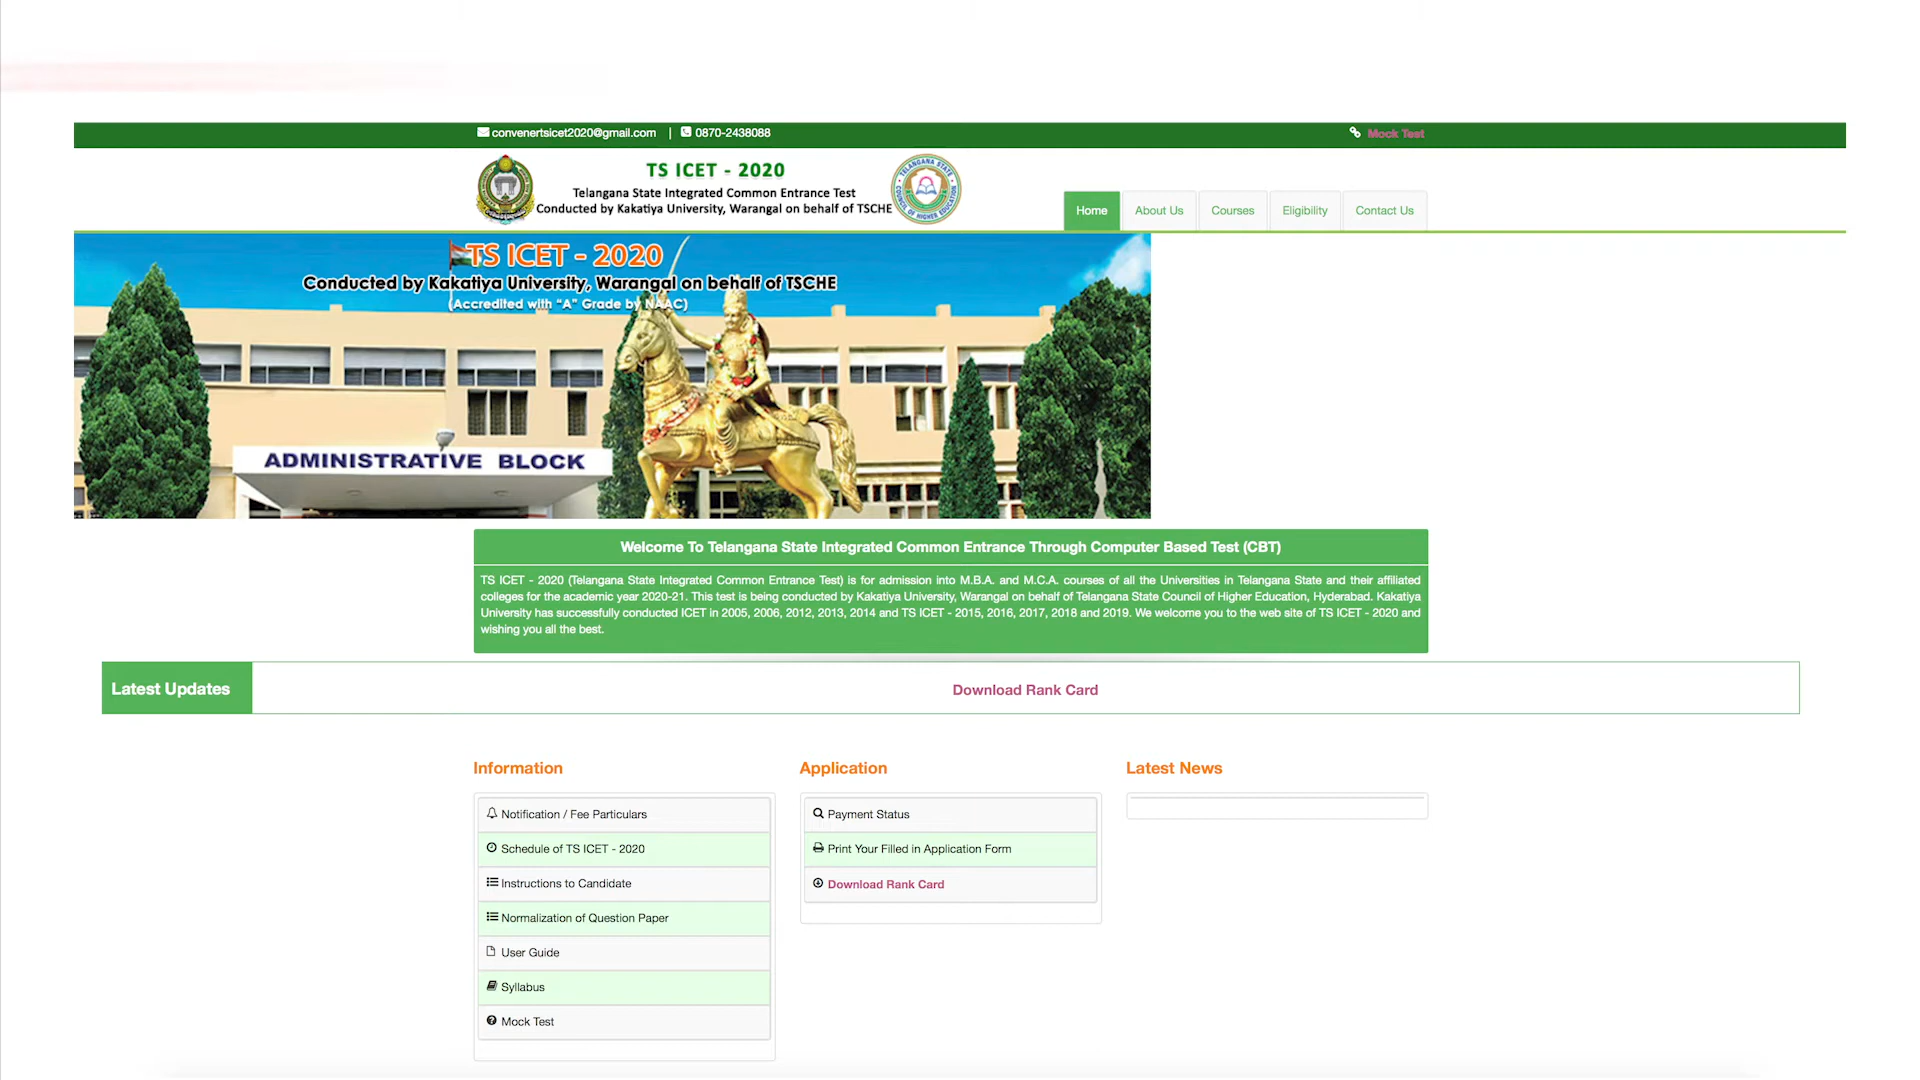 convenertsicet2020@gmail.com | 0870-2438088 Mock Test
TS ICET - 2020
Telangana State Integrated Common Entrance Test
Conducted by Kakatiya University, Warangal on behalf of TSCHE
TELANGANA STATE COUNCIL OF HIGHER EDUCATION
Home About Us Courses Eligibility Contact Us
TS ICET - 2020
Conducted by Kakatiya University, Warangal on behalf of TSCHE
(Accredited with "A" Grade by NAAC)
ADMINISTRATIVE BLOCK
Welcome To Telangana State Integrated Common Entrance Through Computer Based Test (CBT)
TS ICET - 2020 (Telangana State Integrated Common Entrance Test) is for admission into M.B.A. and M.C.A. courses of all the Universities in Telangana State and their affiliated
colleges for the academic year 2020-21. This test is being conducted by Kakatiya University, Warangal on behalf of Telangana State Council of Higher Education, Hyderabad. Kakatiya
University has successfully conducted ICET in 2005, 2006, 2012, 2013, 2014 and TS ICET - 2015, 2016, 2017, 2018 and 2019. We welcome you to the web site of TS ICET - 2020 and
wishing you all the best.
Latest Updates
Download Rank Card
Information
Notification / Fee Particulars
Schedule of TS ICET - 2020
Instructions to Candidate
Normalization of Question Paper
User Guide
Syllabus
Mock Test
Application
Payment Status
Print Your Filled in Application Form
Download Rank Card
Latest News